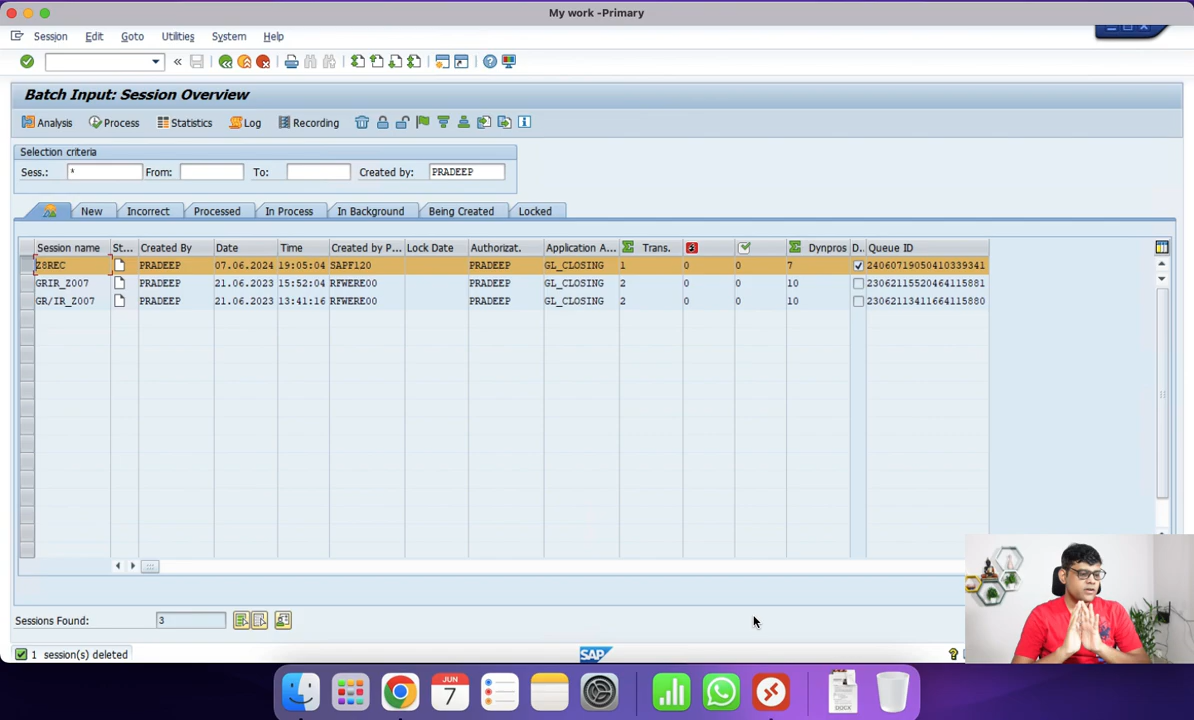 My work -Primary
Session Edit Goto Utilities System Help
Batch Input: Session Overview
Analysis Process Statistics Log Recording
Selection criteria
Sess.: * From: To: Created by: PRADEEP
New Incorrect Processed In Process In Background Being Created Locked
Session name St... Created By Date Time Created by P... Lock Date Authorizat. Application A... Trans. Dynpros D.. Queue ID
Z8REC PRADEEP 07.06.2024 19:05:04 SAPF120 PRADEEP GL_CLOSING 1 0 0 7 24060719050410339341
GRIR_Z007 PRADEEP 21.06.2023 15:52:04 RFWERE00 PRADEEP GL_CLOSING 2 0 0 10 23062115520464115881
GR/IR_Z007 PRADEEP 21.06.2023 13:41:16 RFWERE00 PRADEEP GL_CLOSING 2 0 0 10 23062113411664115880
Sessions Found: 3
1 session(s) deleted
SAP
JUN
7
DOCX